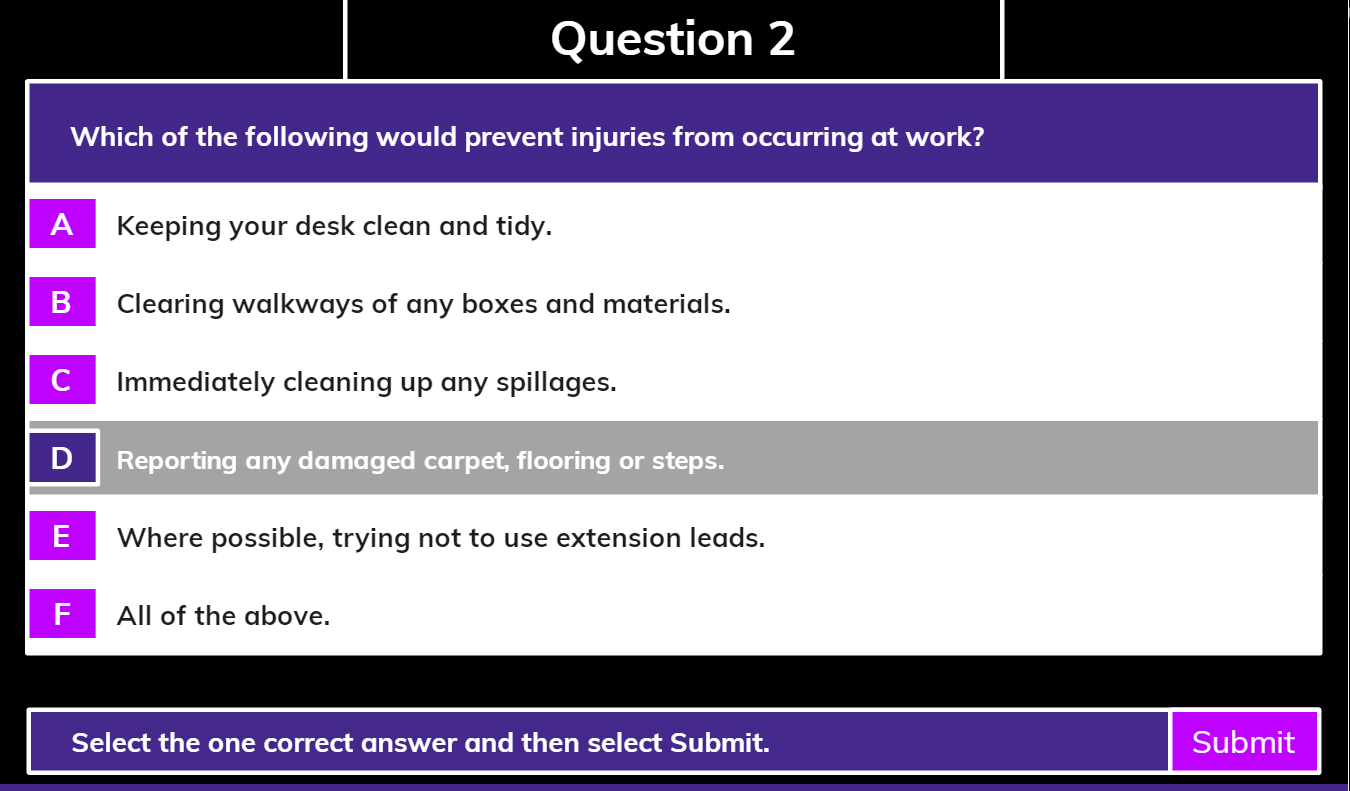 Question 2
Which of the following would prevent injuries from occurring at work?
A Keeping your desk clean and tidy.
B Clearing walkways of any boxes and materials.
C Immediately cleaning up any spillages.
D Reporting any damaged carpet, flooring or steps.
E Where possible, trying not to use extension leads.
F All of the above.
Select the one correct answer and then select Submit. Submit